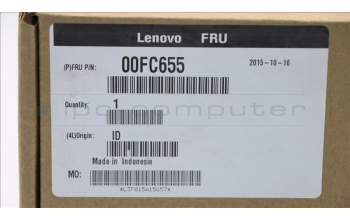 Lenovo FRU
(P)FRU P/N: 00FC655 2015-10-16
Quantity: 1
(4L)Origin: ID
Made in Indonesia
MO: